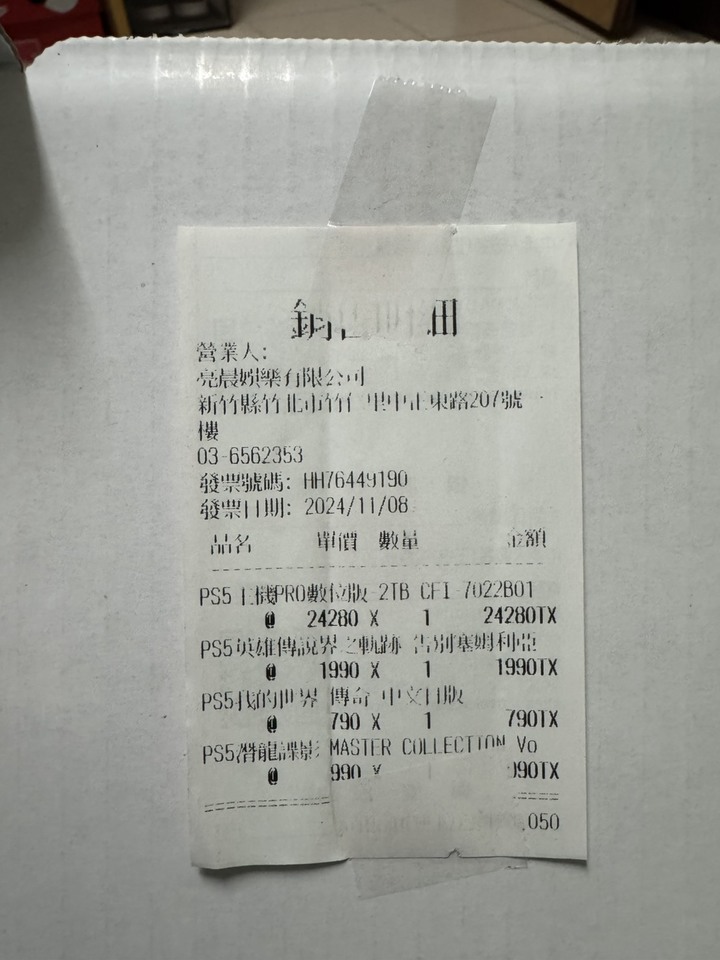 營業人:
亮晨娛樂有限公司
新竹縣竹北市竹仁里中正東路207號一
樓
03-6562353
發票號碼: HH76449190
發票日期: 2024/11/08
品名 單價 數量 金額
PS5 主機PRO數位版-2TB CFI-7022B01
@ 24280 X 1 24280TX
PS5英雄傳說界之軌跡 告別塞姆利亞
@ 1990 X 1 1990TX
PS5我的世界 傳奇 中文日版
@ 790 X 1 790TX
PS5潛龍諜影 MASTER COLLECTION Vo
@ 990 X 1 990TX